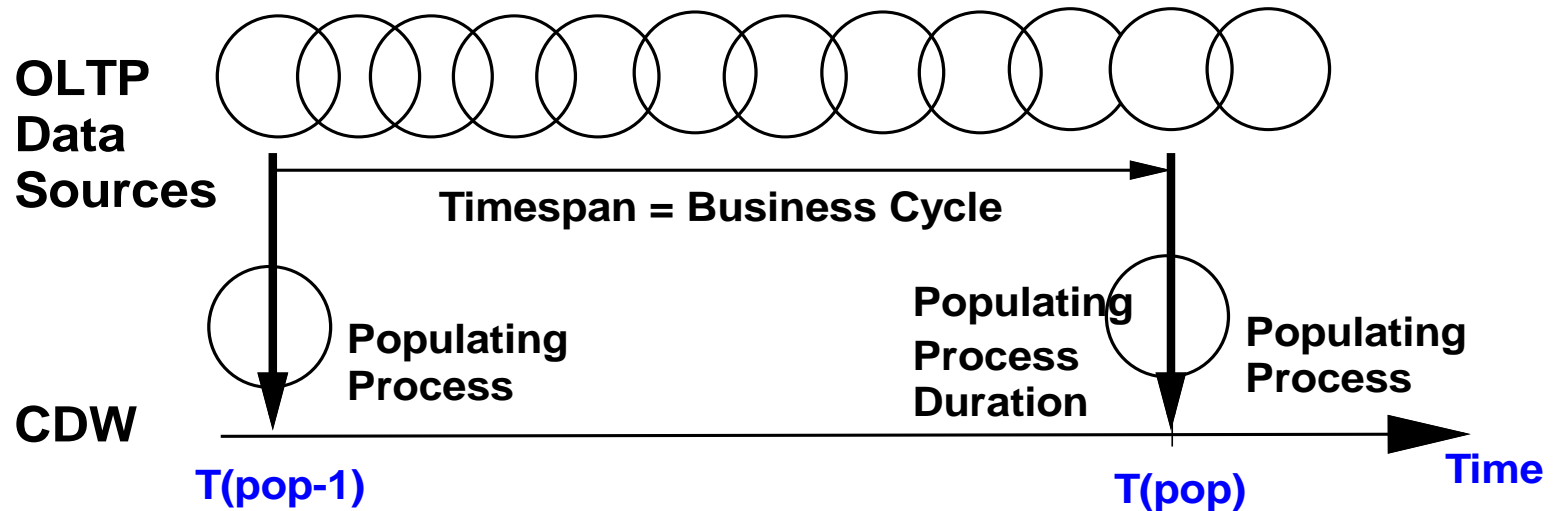 OLTP
Data
Sources
Timespan = Business Cycle
Populating
Process
Populating
Process
Duration
Populating
Process
CDW
T(pop-1)
T(pop)
Time